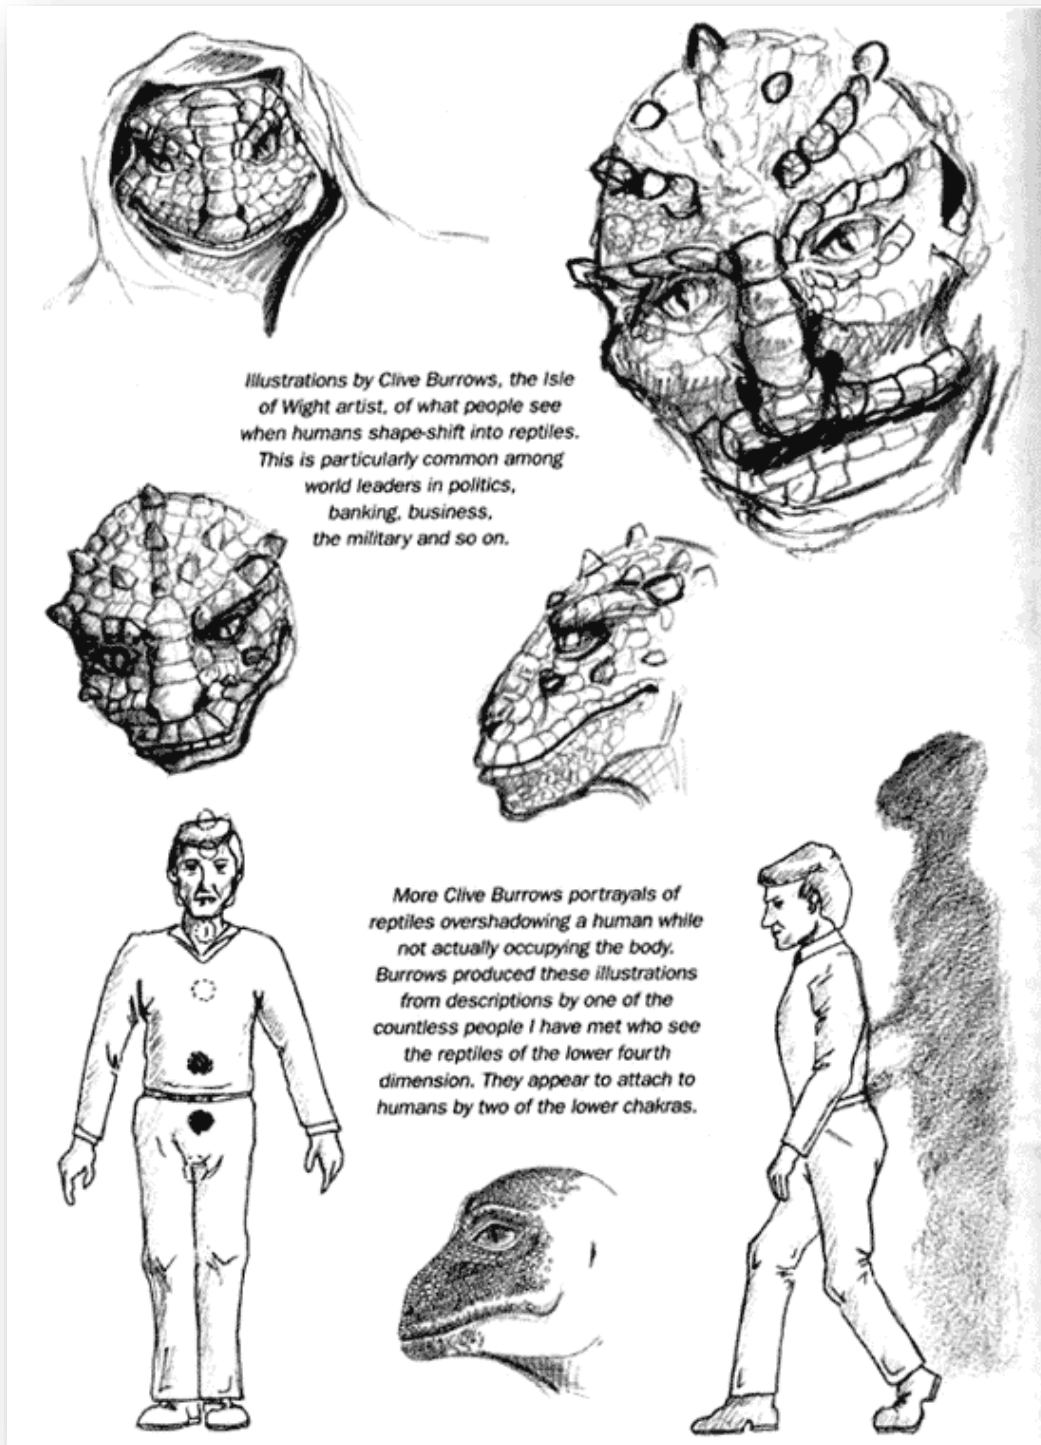 Illustrations by Clive Burrows, the Isle
of Wight artist, of what people see
when humans shape-shift into reptiles.
This is particularly common among
world leaders in politics,
banking, business,
the military and so on.
More Clive Burrows portrayals of
reptiles overshadowing a human while
not actually occupying the body.
Burrows produced these illustrations
from descriptions by one of the
countless people I have met who see
the reptiles of the lower fourth
dimension. They appear to attach to
humans by two of the lower chakras.